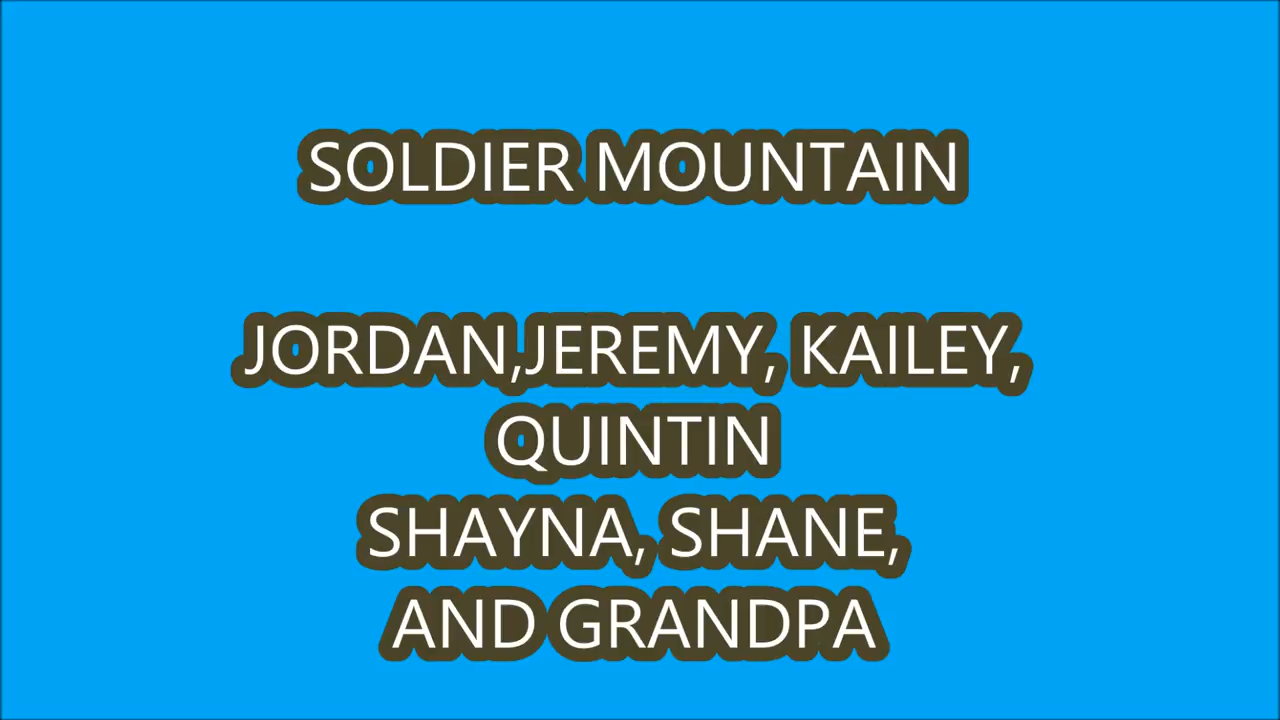 SOLDIER MOUNTAIN
JORDAN,JEREMY, KAILEY,
QUINTIN
SHAYNA, SHANE,
AND GRANDPA